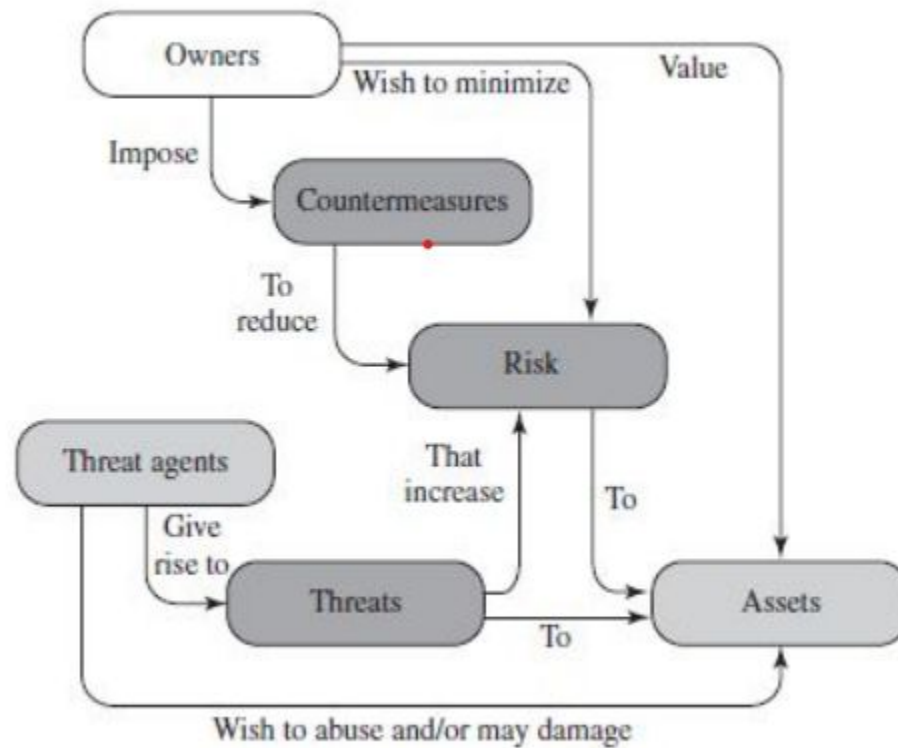 Owners
Value
Wish to minimize
Impose
Countermeasures
To
reduce
Risk
Threat agents
That
increase
To
Give
rise to
Threats
Assets
To
Wish to abuse and/or may damage